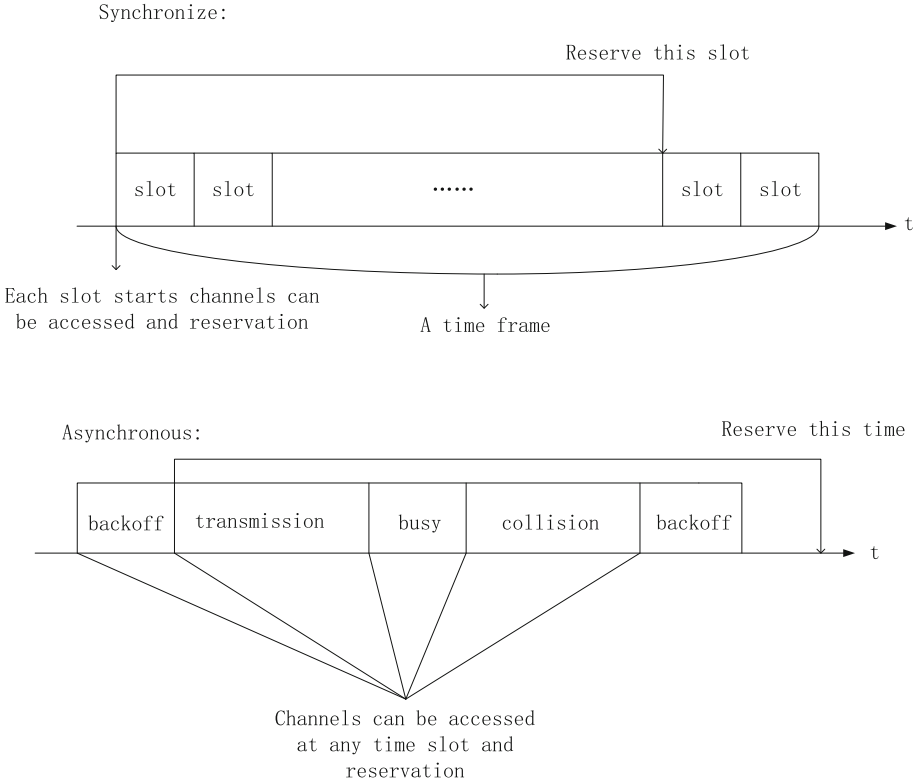 Synchronize:
Reserve this slot
slot slot ...... slot slot
t
Each slot starts channels can
be accessed and reservation
A time frame
Asynchronous:
Reserve this time
backoff transmission busy collision backoff
t
Channels can be accessed
at any time slot and
reservation